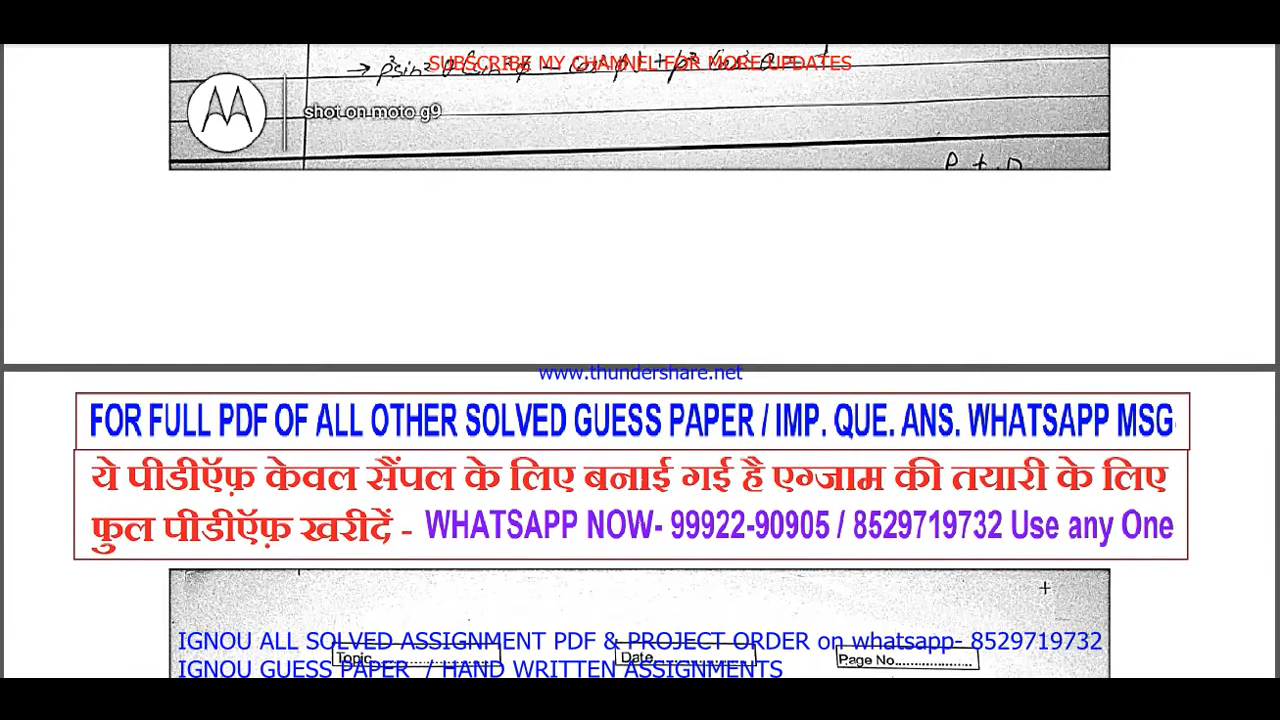 SUBSCRIBE MY CHANNEL FOR MORE UPDATES
shot on moto g9
P.T.O
www.thundershare.net
FOR FULL PDF OF ALL OTHER SOLVED GUESS PAPER / IMP. QUE. ANS. WHATSAPP MSG
ये पीडीऍफ़ केवल सैंपल के लिए बनाई गई है एग्जाम की तयारी के लिए
फुल पीडीऍफ़ खरीदें - WHATSAPP NOW- 99922-90905 / 8529719732 Use any One
IGNOU ALL SOLVED ASSIGNMENT PDF & PROJECT ORDER on whatsapp- 8529719732
Topic Date Page No.
IGNOU GUESS PAPER / HAND WRITTEN ASSIGNMENTS